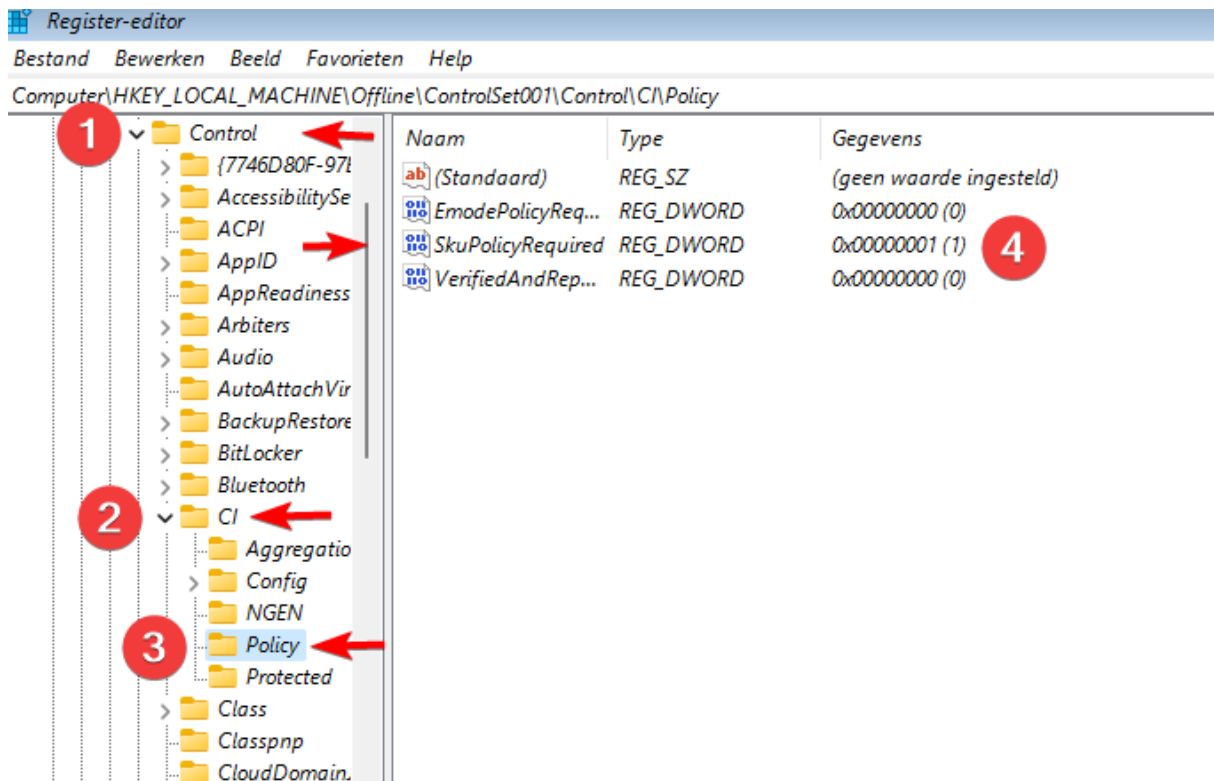 Register-editor
Bestand Bewerken Beeld Favorieten Help
Computer\HKEY_LOCAL_MACHINE\Offline\ControlSet001\Control\CI\Policy
1 Control
{7746D80F-97E
AccessibilitySe
ACPI
AppID
AppReadiness
Arbiters
Audio
AutoAttachVir
BackupRestore
BitLocker
Bluetooth
2 CI
Aggregatio
Config
NGEN
3 Policy
Protected
Class
Classpnp
CloudDomain.
Naam Type Gegevens
(Standaard) REG_SZ (geen waarde ingesteld)
EmodePolicyReq... REG_DWORD 0x00000000 (0)
SkuPolicyRequired REG_DWORD 0x00000001 (1) 4
VerifiedAndRep... REG_DWORD 0x00000000 (0)